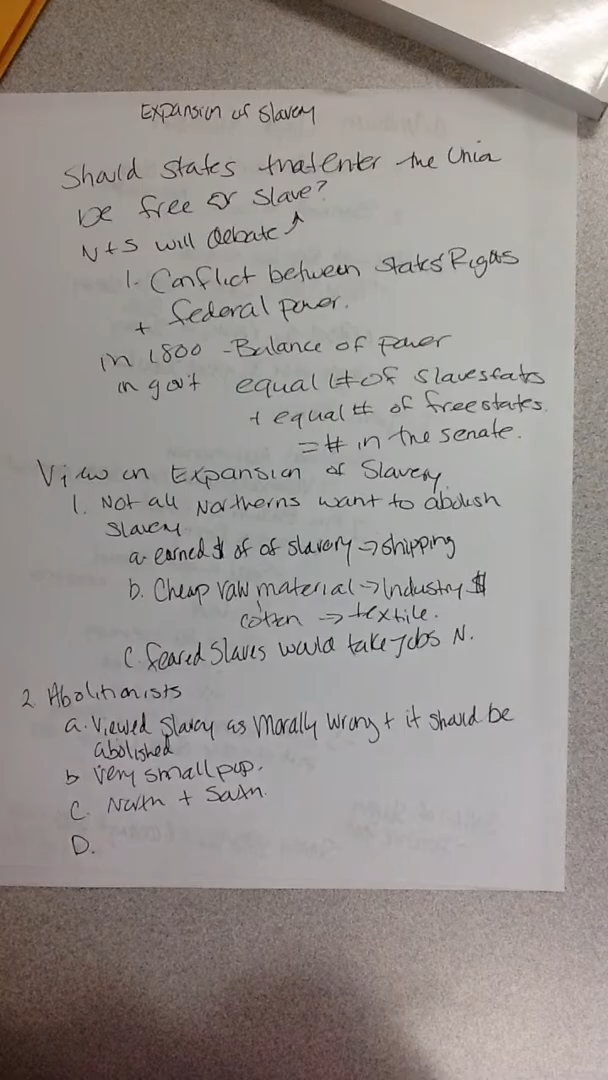 Expansion of Slavery
Should States that Enter the Union
be free or Slave?
N + S will debate ↑
1. Conflict between States' Rights
+ federal power.
in 1800 - Balance of power
in gov't equal # of slavestats
+ equal # of free states.
= # in the senate.
View on Expansion of Slavery
1. Not all Northerns want to abolish
Slavery
a. earned $ of of slavery → shipping
b. Cheap raw material → Industry $
cotton → textile.
C. feared Slaves would take jobs N.
2 Abolitionists
a. Viewed Slavery as Morally Wrong + it should be
abolished
b Very small pop.
C. North + South.
D.